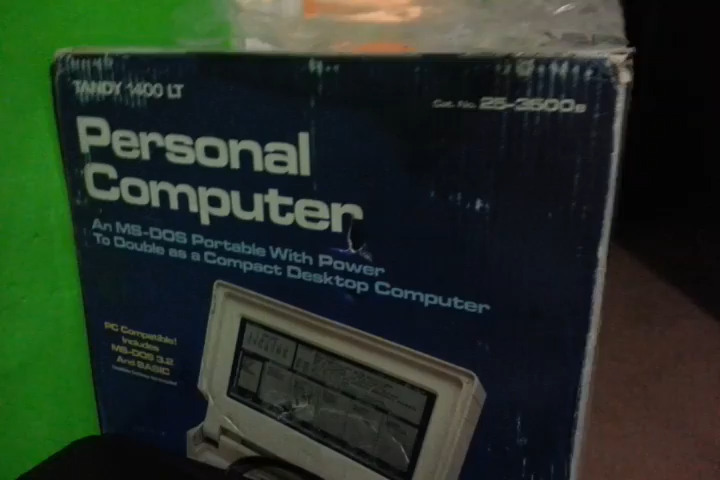 TANDY 1400 LT
Cat. No. 25-3500B
Personal
Computer
An MS-DOS Portable With Power
To Double as a Compact Desktop Computer
PC Compatible!
Includes
MS-DOS 3.2
And BASIC